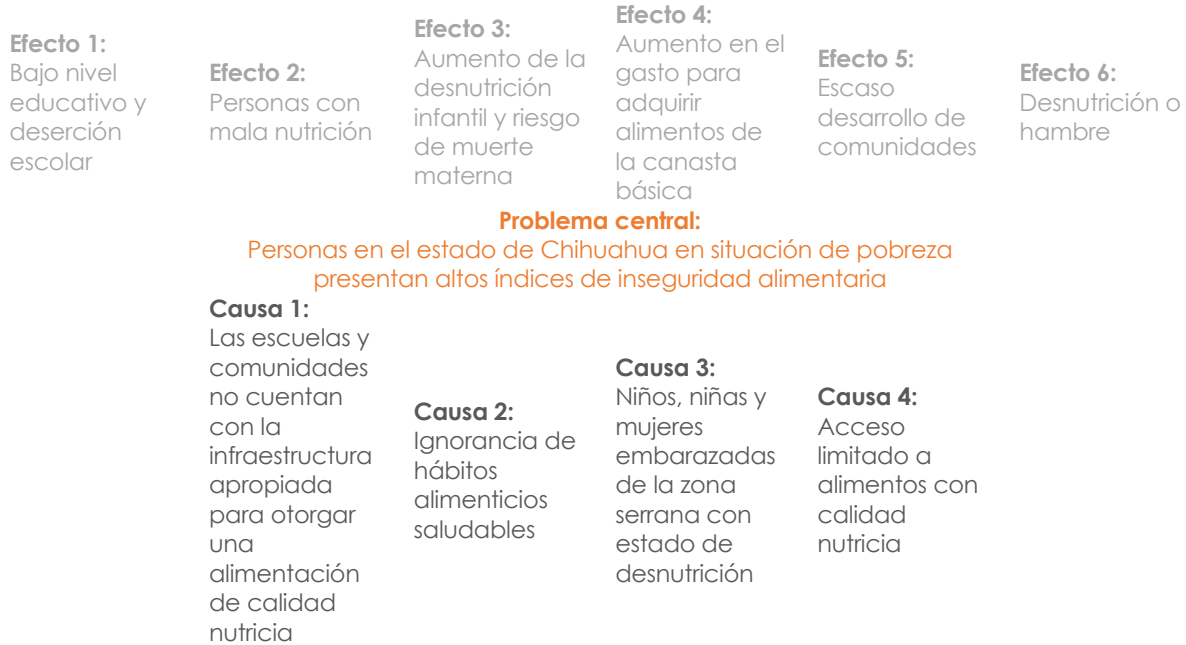 Efecto 1:
Bajo nivel
educativo y
deserción
escolar
Efecto 2:
Personas con
mala nutrición
Efecto 3:
Aumento de la
desnutrición
infantil y riesgo
de muerte
materna
Efecto 4:
Aumento en el
gasto para
adquirir
alimentos de
la canasta
básica
Efecto 5:
Escaso
desarrollo de
comunidades
Efecto 6:
Desnutrición o
hambre
Problema central:
Personas en el estado de Chihuahua en situación de pobreza
presentan altos índices de inseguridad alimentaria
Causa 1:
Las escuelas y
comunidades
no cuentan
con la
infraestructura
apropiada
para otorgar
una
alimentación
de calidad
nutricia
Causa 2:
Ignorancia de
hábitos
alimenticios
saludables
Causa 3:
Niños, niñas y
mujeres
embarazadas
de la zona
serrana con
estado de
desnutrición
Causa 4:
Acceso
limitado a
alimentos con
calidad
nutricia